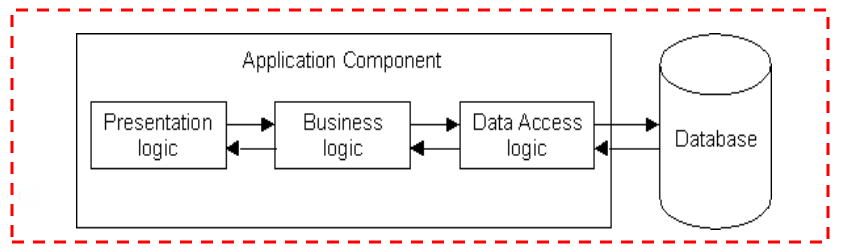 Application Component
Presentation
logic
Business
logic
Data Access
logic
Database